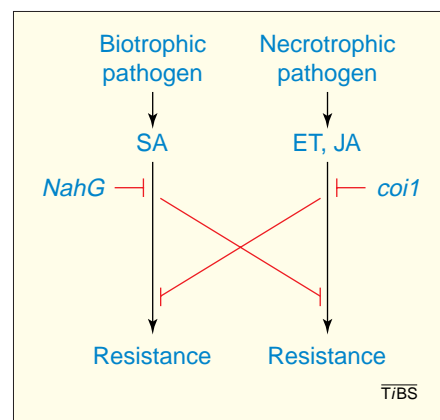 Biotrophic
pathogen
Necrotrophic
pathogen
SA
ET, JA
NahG
coi1
Resistance
Resistance
TiBS